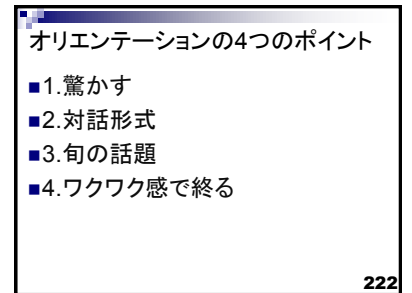 オリエンテーションの4つのポイント
■1.驚かす
■2.対話形式
■3.旬の話題
■4.ワクワク感で終る
222